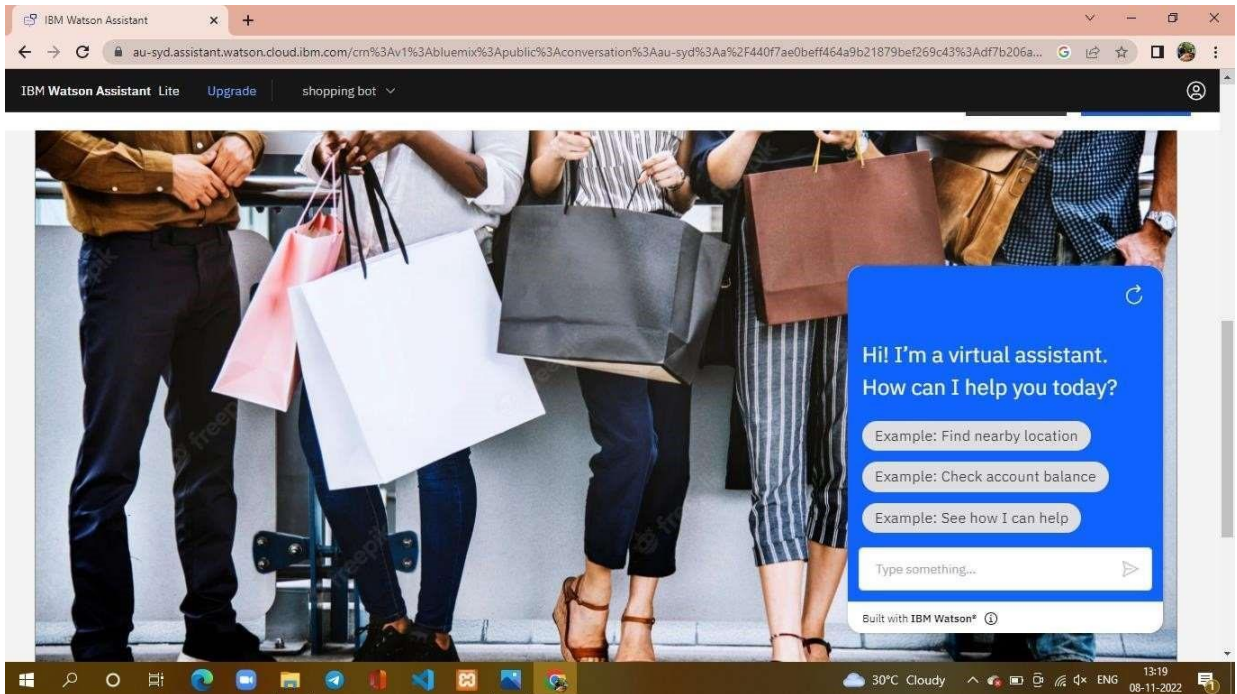 IBM Watson Assistant
au-syd.assistant.watson.cloud.ibm.com/cm%3Av1%3Abluemix%3Apublic%3Aconversation%3Aau-syd%3Aa%2F440f7ae0beff464a9b21879bef269c43%3Adf7b206a...
IBM Watson Assistant Lite Upgrade shopping bot
Hi! I'm a virtual assistant.
How can I help you today?
Example: Find nearby location
Example: Check account balance
Example: See how I can help
Type something...
Built with IBM Watson®
freepik
30°C Cloudy ENG 13:19
08-11-2022